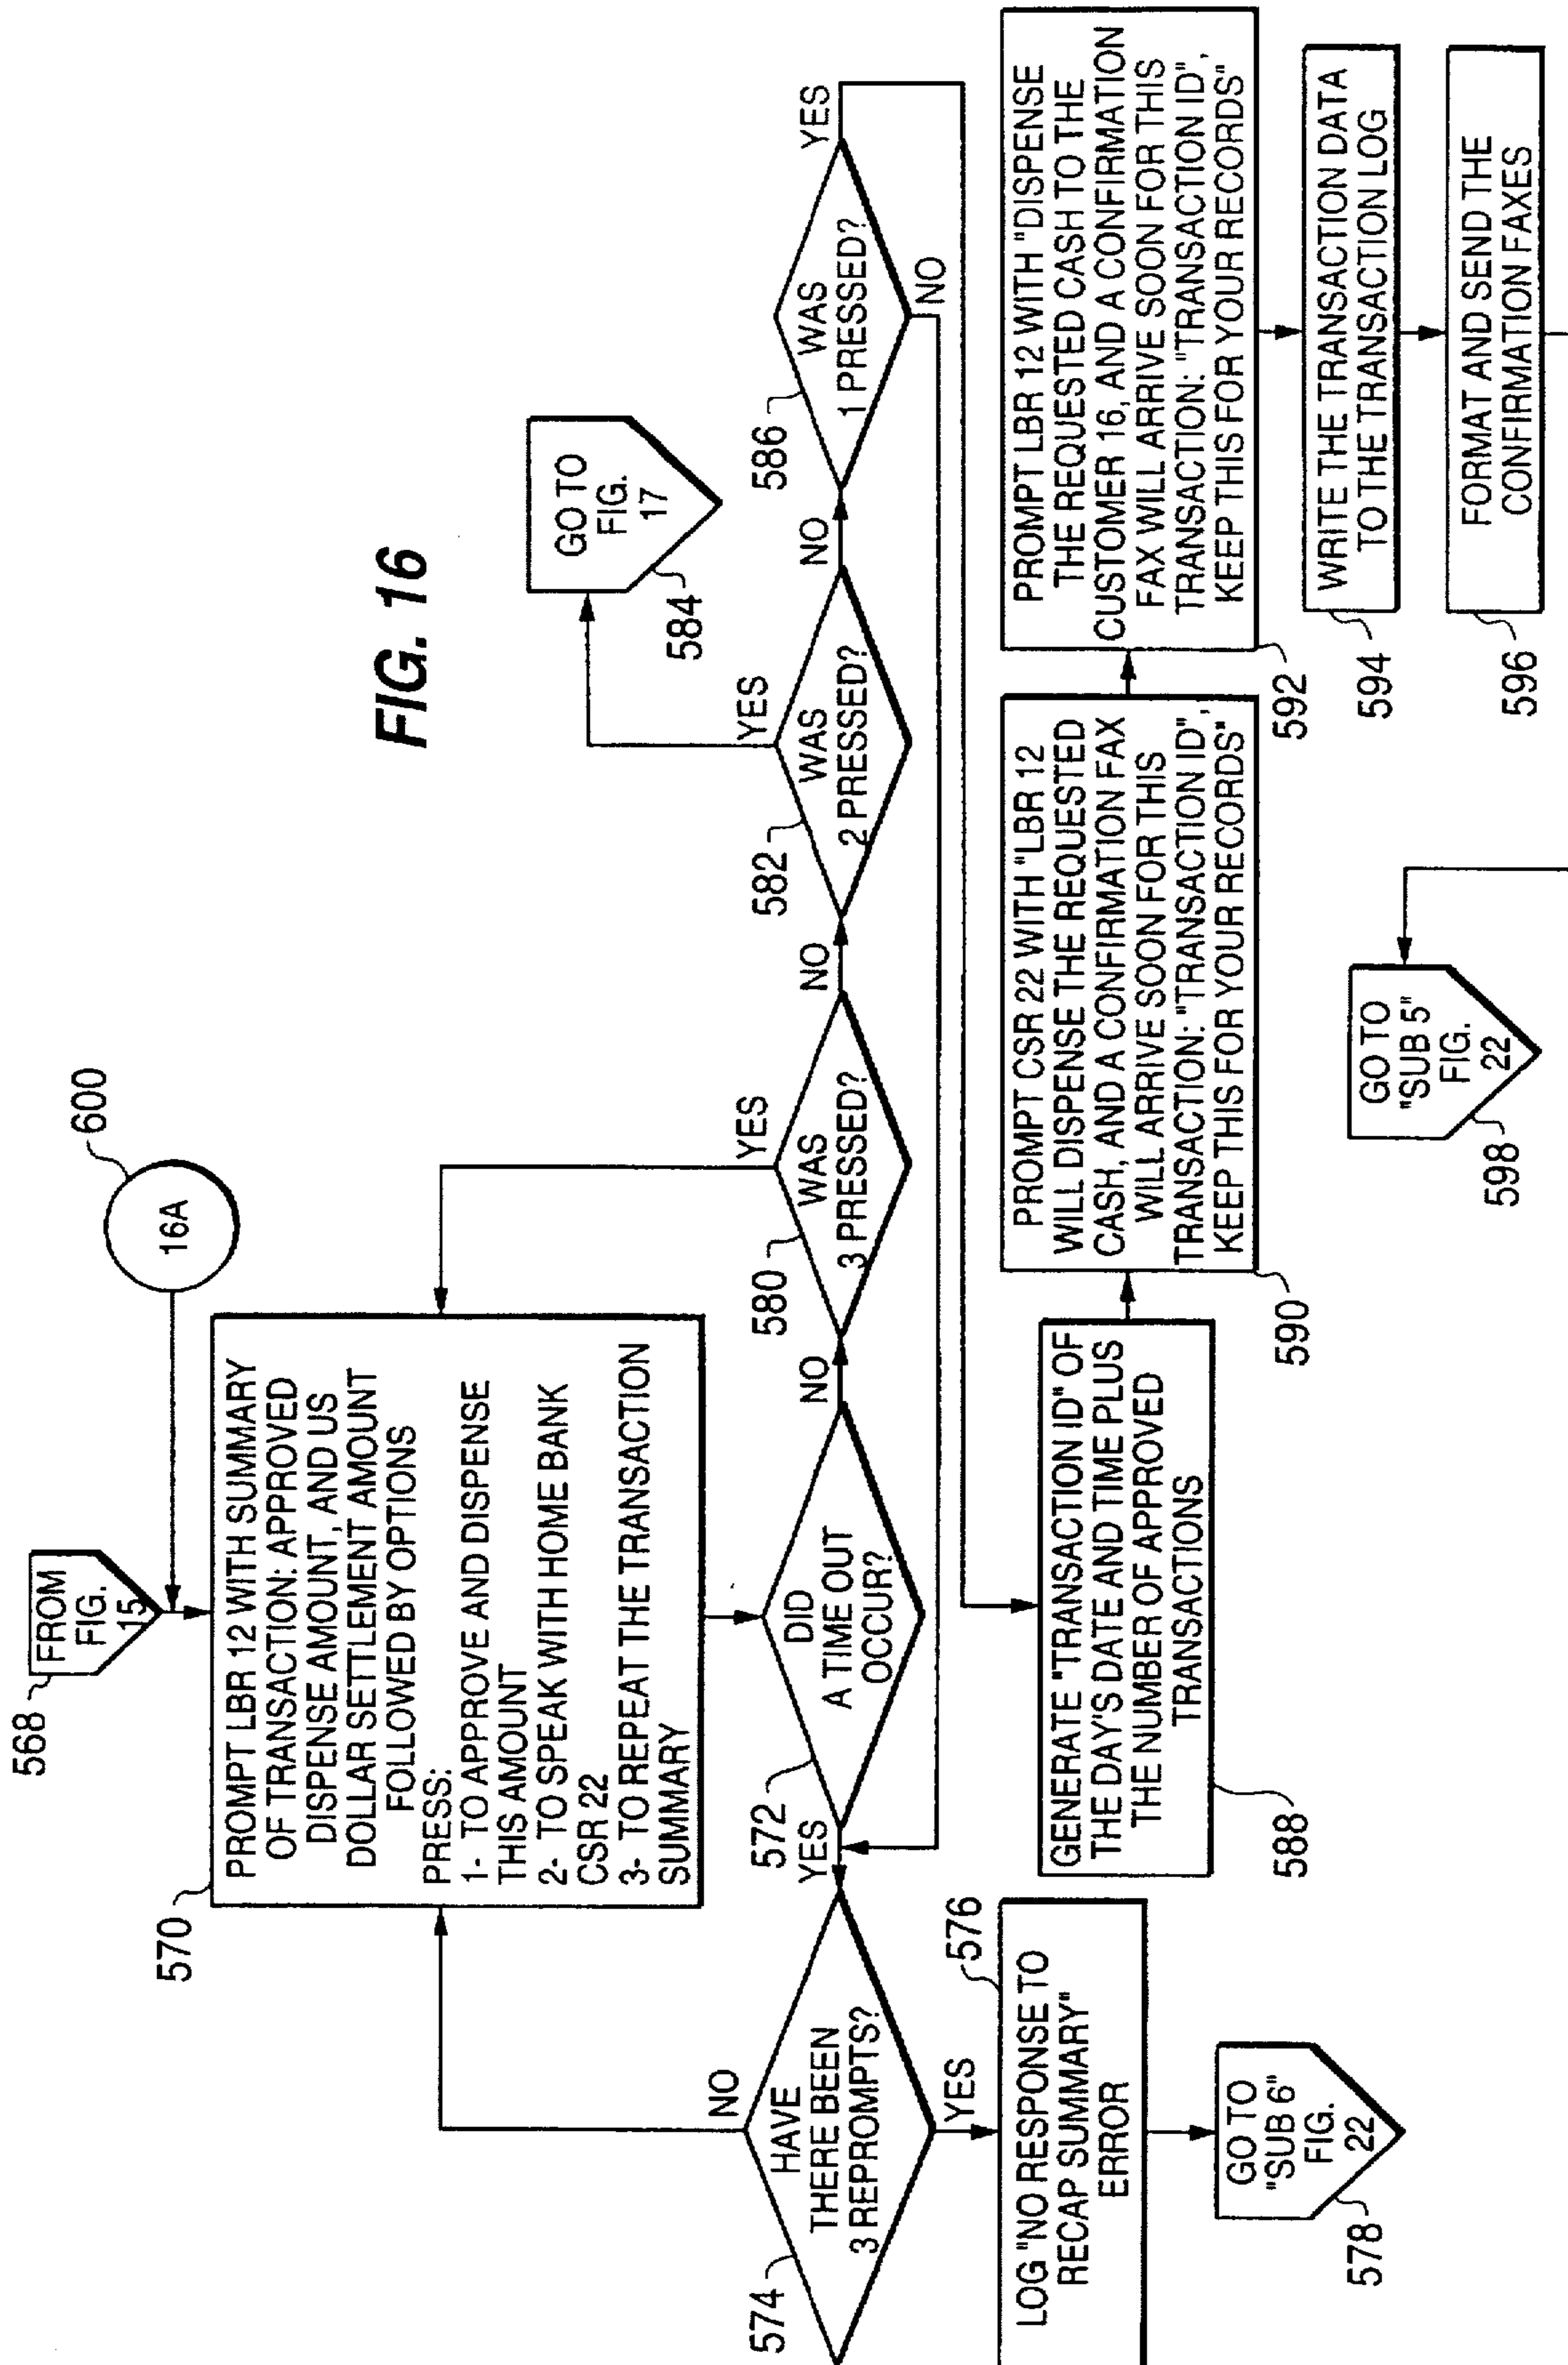 FIG. 16
568
FROM
FIG.
15
600
16A
570
PROMPT LBR 12 WITH SUMMARY
OF TRANSACTION: APPROVED
DISPENSE AMOUNT, AND US
DOLLAR SETTLEMENT AMOUNT
FOLLOWED BY OPTIONS
PRESS:
1- TO APPROVE AND DISPENSE
THIS AMOUNT
2- TO SPEAK WITH HOME BANK
CSR 22
3- TO REPEAT THE TRANSACTION
SUMMARY
574
HAVE
THERE BEEN
3 REPROMPTS?
NO
YES
572
YES
DID
A TIME OUT
OCCUR?
NO
580
WAS
3 PRESSED?
YES
NO
582
WAS
2 PRESSED?
YES
NO
584
GO TO
FIG.
17
586
WAS
1 PRESSED?
YES
NO
576
LOG "NO RESPONSE TO
RECAP SUMMARY"
ERROR
578
GO TO
"SUB 6"
FIG.
22
588
GENERATE "TRANSACTION ID" OF
THE DAY'S DATE AND TIME PLUS
THE NUMBER OF APPROVED
TRANSACTIONS
590
PROMPT CSR 22 WITH "LBR 12
WILL DISPENSE THE REQUESTED
CASH, AND A CONFIRMATION FAX
WILL ARRIVE SOON FOR THIS
TRANSACTION: "TRANSACTION ID",
KEEP THIS FOR YOUR RECORDS"
592
PROMPT LBR 12 WITH "DISPENSE
THE REQUESTED CASH TO THE
CUSTOMER 16, AND A CONFIRMATION
FAX WILL ARRIVE SOON FOR THIS
TRANSACTION: "TRANSACTION ID",
KEEP THIS FOR YOUR RECORDS"
594
WRITE THE TRANSACTION DATA
TO THE TRANSACTION LOG
596
FORMAT AND SEND THE
CONFIRMATION FAXES
598
GO TO
"SUB 5"
FIG.
22